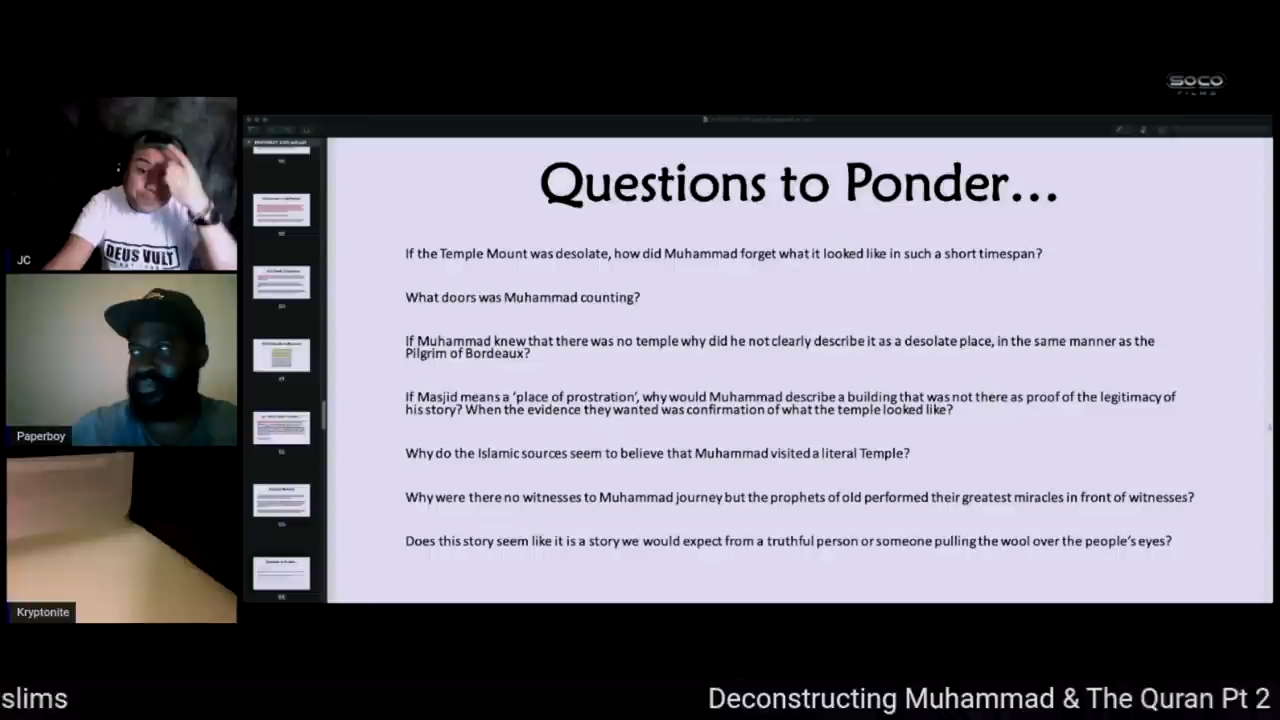 SOCO
FILMS
Questions to Ponder...
If the Temple Mount was desolate, how did Muhammad forget what it looked like in such a short timespan?
What doors was Muhammad counting?
If Muhammad knew that there was no temple why did he not clearly describe it as a desolate place, in the same manner as the
Pilgrim of Bordeaux?
If Masjid means a 'place of prostration', why would Muhammad describe a building that was not there as proof of the legitimacy of
his story? When the evidence they wanted was confirmation of what the temple looked like?
Why do the Islamic sources seem to believe that Muhammad visited a literal Temple?
Why were there no witnesses to Muhammad journey but the prophets of old performed their greatest miracles in front of witnesses?
Does this story seem like it is a story we would expect from a truthful person or someone pulling the wool over the people's eyes?
DEUS VULT
JC
Paperboy
Kryptonite
slims
Deconstructing Muhammad & The Quran Pt 2